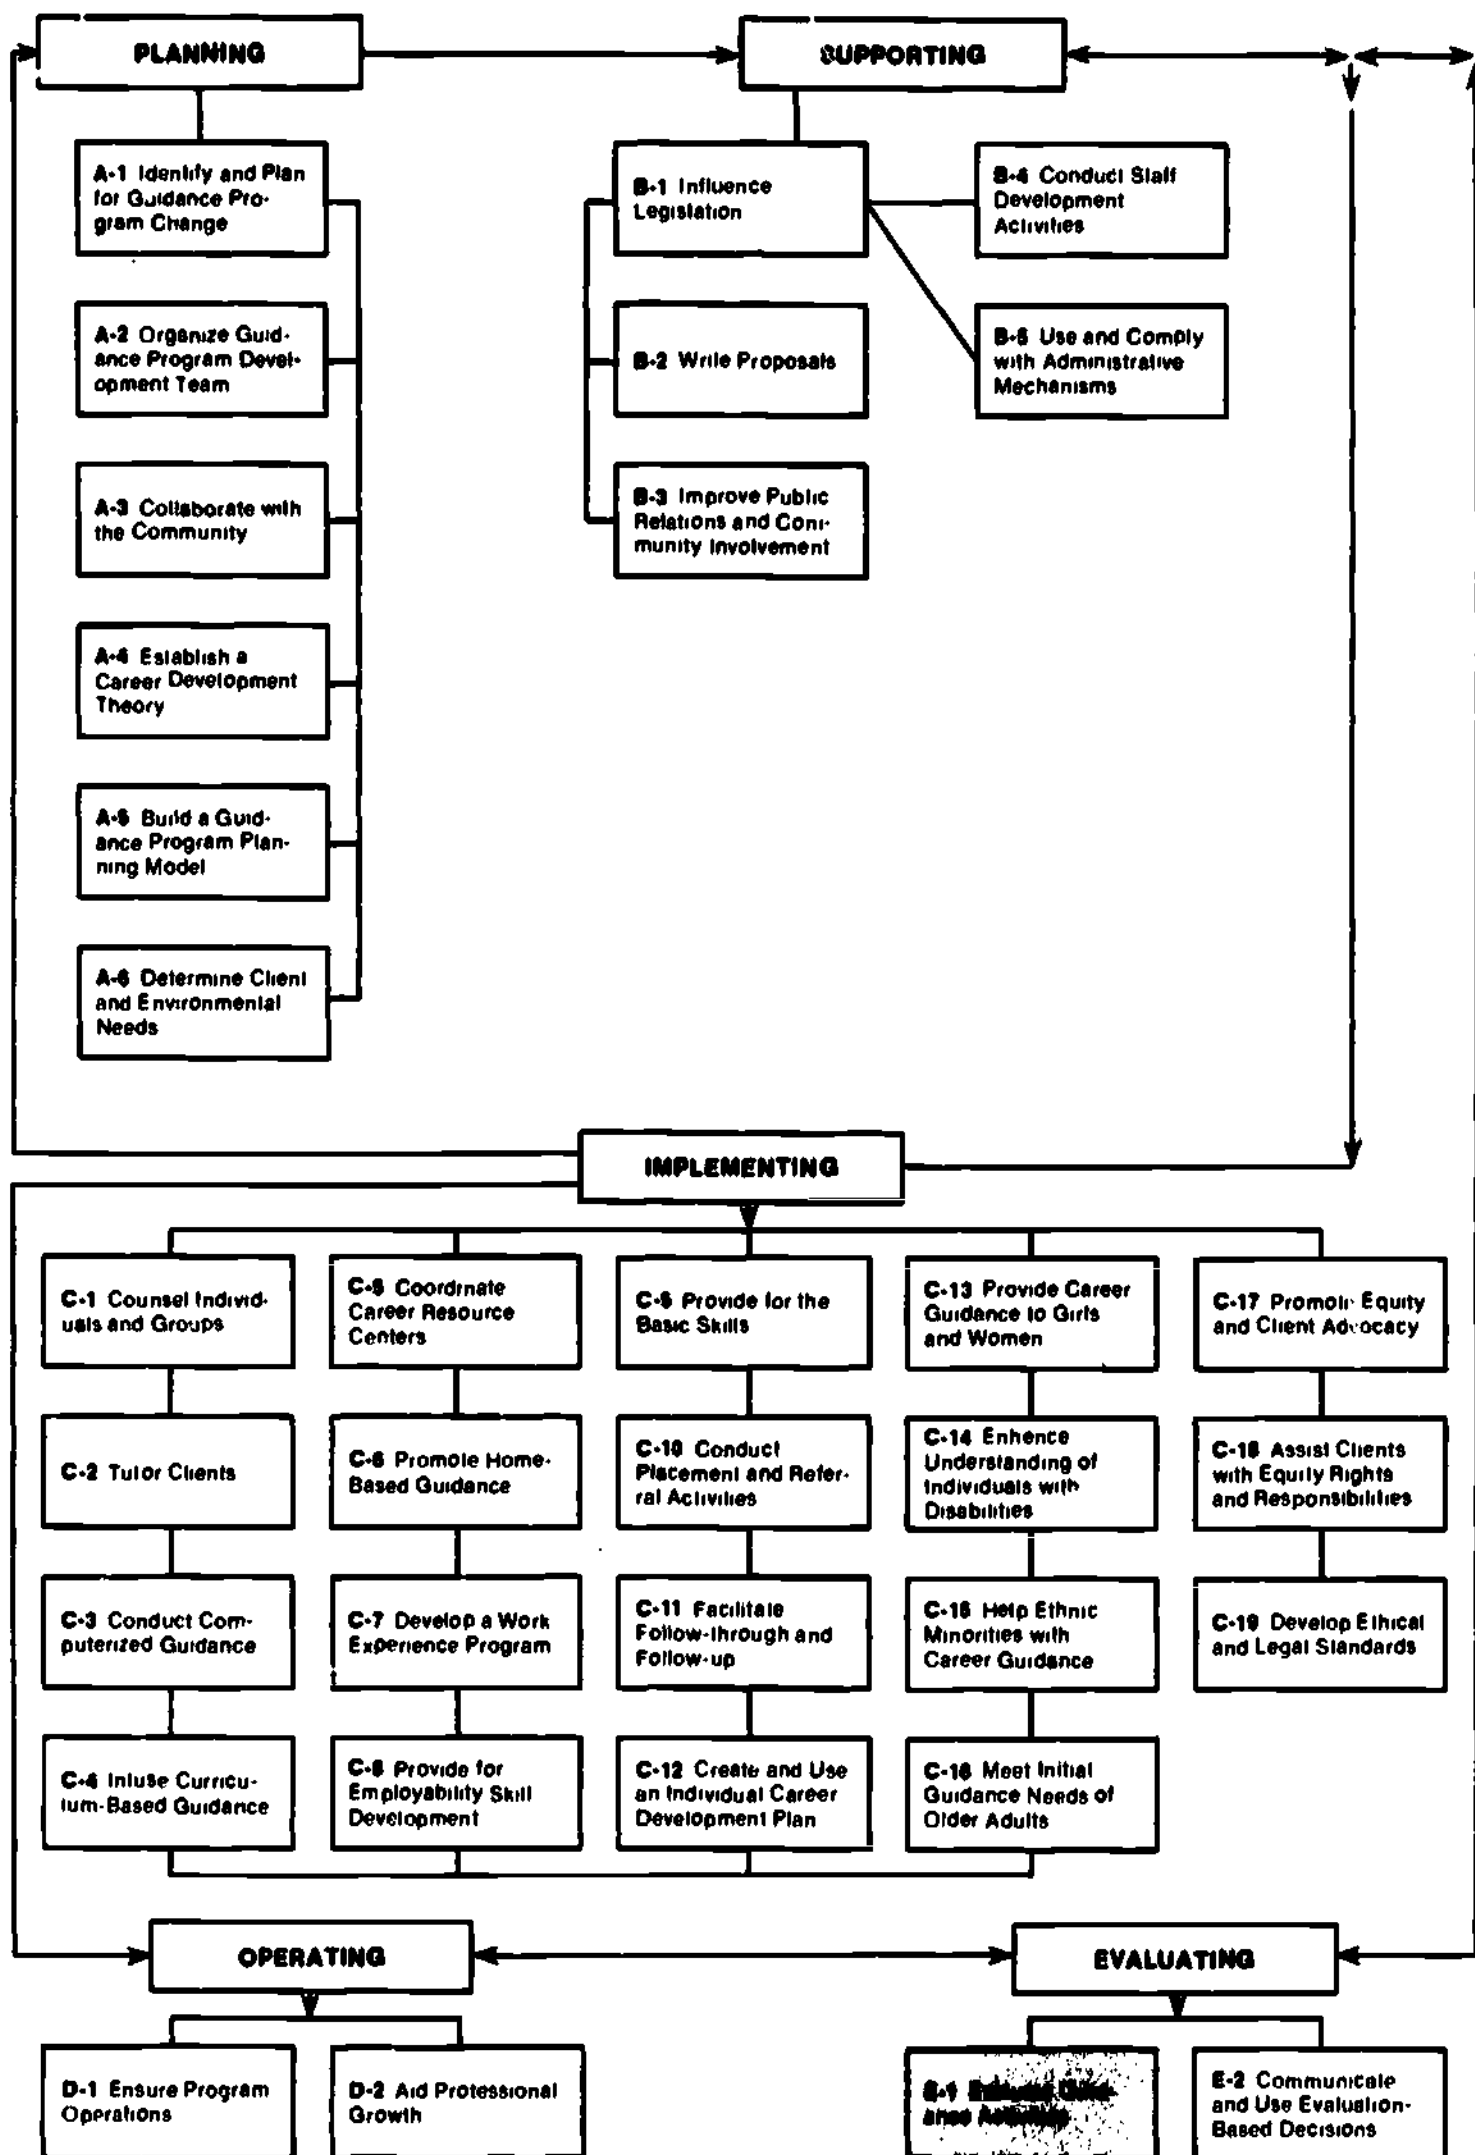 PLANNING
SUPPORTING
A-1 Identify and Plan
for Guidance Pro-
gram Change
A-2 Organize Guid-
ance Program Devel-
opment Team
A-3 Collaborate with
the Community
A-4 Establish a
Career Development
Theory
A-5 Build a Guid-
ance Program Plan-
ning Model
A-6 Determine Client
and Environmental
Needs
B-1 Influence
Legislation
B-2 Write Proposals
B-3 Improve Public
Relations and Com-
munity Involvement
B-4 Conduct Staff
Development
Activities
B-5 Use and Comply
with Administrative
Mechanisms
IMPLEMENTING
C-1 Counsel Individ-
uals and Groups
C-2 Tutor Clients
C-3 Conduct Com-
puterized Guidance
C-4 Infuse Curricu-
lum-Based Guidance
C-5 Coordinate
Career Resource
Centers
C-6 Promote Home-
Based Guidance
C-7 Develop a Work
Experience Program
C-8 Provide for
Employability Skill
Development
C-9 Provide for the
Basic Skills
C-10 Conduct
Placement and Refer-
ral Activities
C-11 Facilitate
Follow-through and
Follow-up
C-12 Create and Use
an Individual Career
Development Plan
C-13 Provide Career
Guidance to Girls
and Women
C-14 Enhence
Understanding of
Individuals with
Disabilities
C-15 Help Ethnic
Minorities with
Career Guidance
C-16 Meet Initial
Guidance Needs of
Older Adults
C-17 Promote Equity
and Client Advocacy
C-18 Assist Clients
with Equity Rights
and Responsibilities
C-19 Develop Ethical
and Legal Standards
OPERATING
EVALUATING
D-1 Ensure Program
Operations
D-2 Aid Professional
Growth
E-1
E-2 Communicate
and Use Evaluation-
Based Decisions